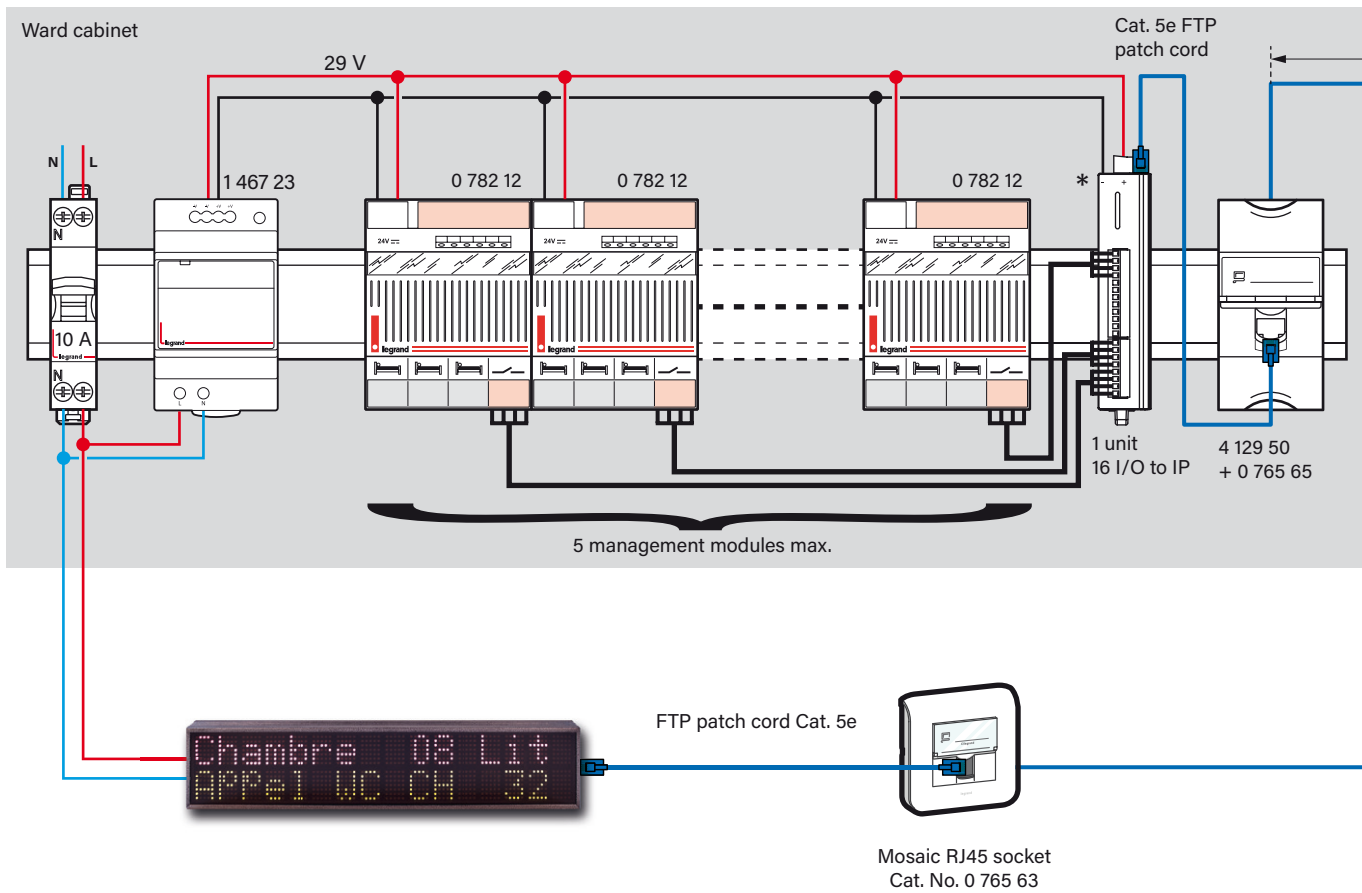 Ward cabinet
Cat. 5e FTP
patch cord
29 V
N
L
1 467 23
0 782 12
0 782 12
0 782 12
*
- +
N
10 A
legrand
N
legrand
L N
24V
legrand
24V
legrand
24V
legrand
1 unit
16 I/O to IP
4 129 50
+ 0 765 65
5 management modules max.
Chambre 08 Lit
APPel WC CH 32
FTP patch cord Cat. 5e
Mosaic RJ45 socket
Cat. No. 0 765 63